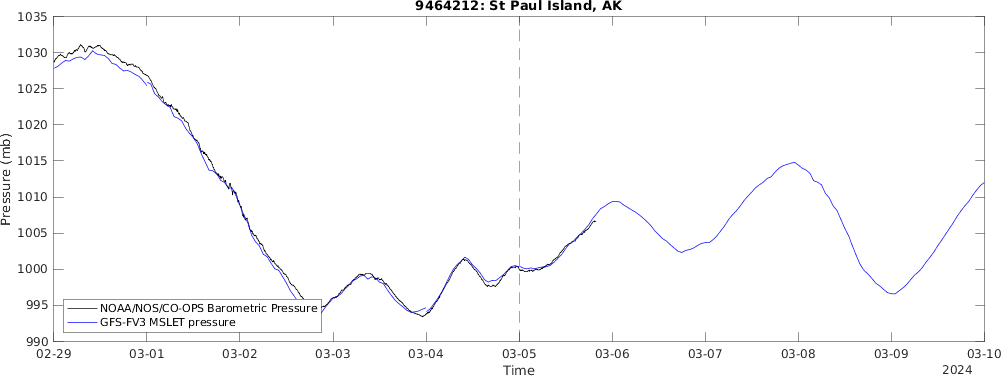 9464212: St Paul Island, AK
1035
1030
1025
1020
1015
1010
1005
1000
995
990
Pressure (mb)
NOAA/NOS/CO-OPS Barometric Pressure
GFS-FV3 MSLET pressure
02-29 03-01 03-02 03-03 03-04 03-05 03-06 03-07 03-08 03-09 03-10
Time
2024